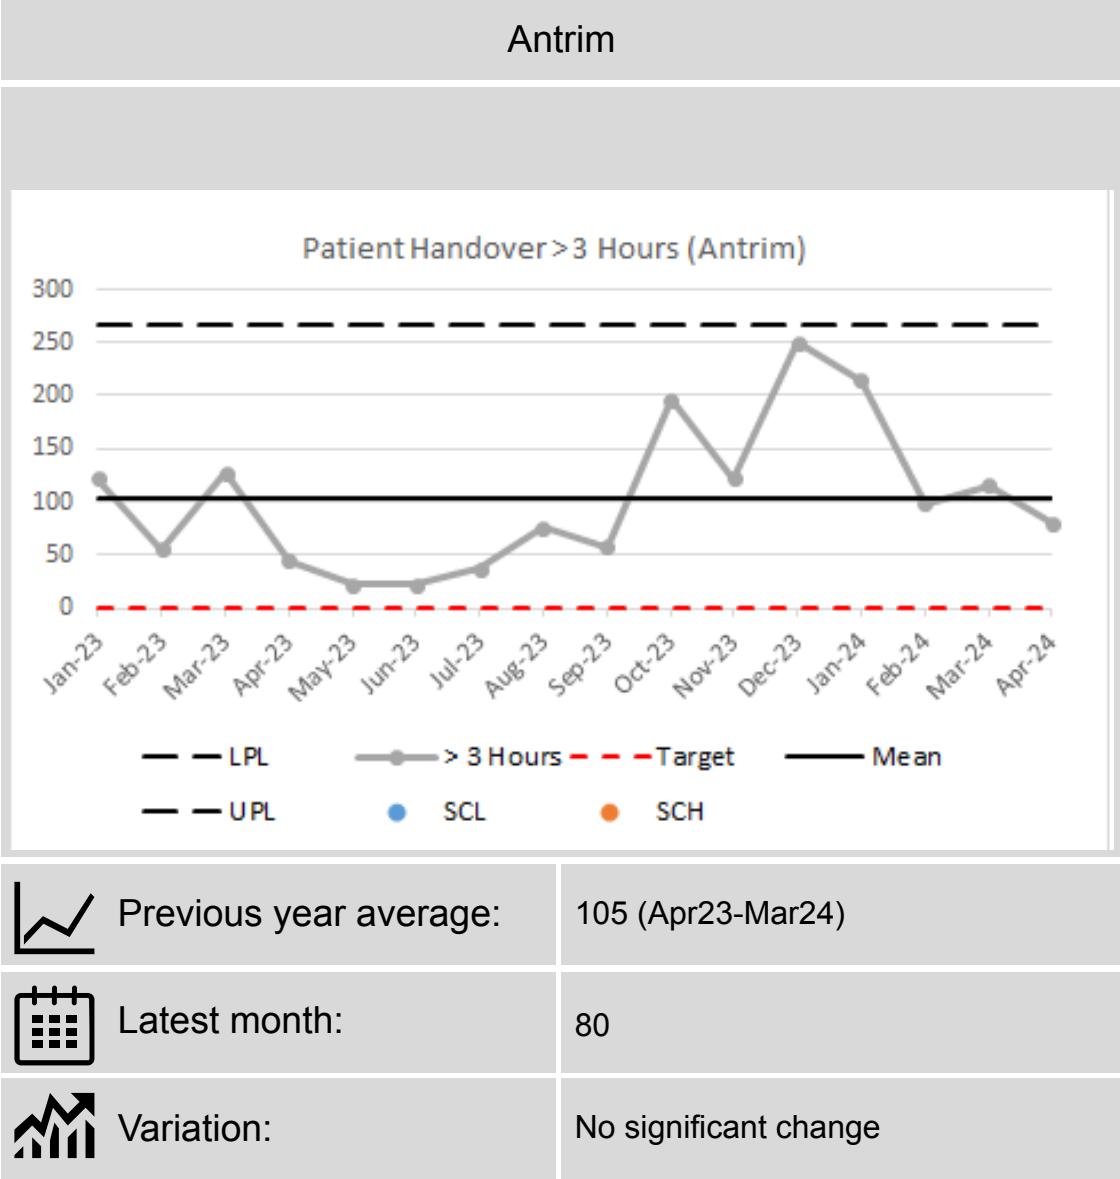 Antrim
Patient Handover >3 Hours (Antrim)
300
250
200
150
100
50
0
Jan-23 Feb-23 Mar-23 Apr-23 May-23 Jun-23 Jul-23 Aug-23 Sep-23 Oct-23 Nov-23 Dec-23 Jan-24 Feb-24 Mar-24 Apr-24
LPL > 3 Hours Target Mean
UPL SCL SCH
Previous year average: 105 (Apr23-Mar24)
Latest month: 80
Variation: No significant change